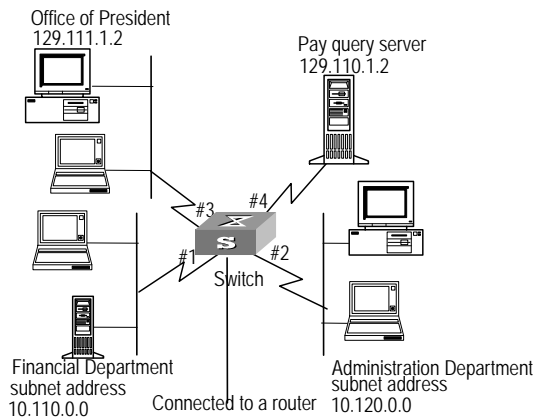 Office of President
129.111.1.2
Pay query server
129.110.1.2
#3
#4
#1
#2
S
Switch
Financial Department
subnet address
10.110.0.0
Connected to a router
Administration Department
subnet address
10.120.0.0